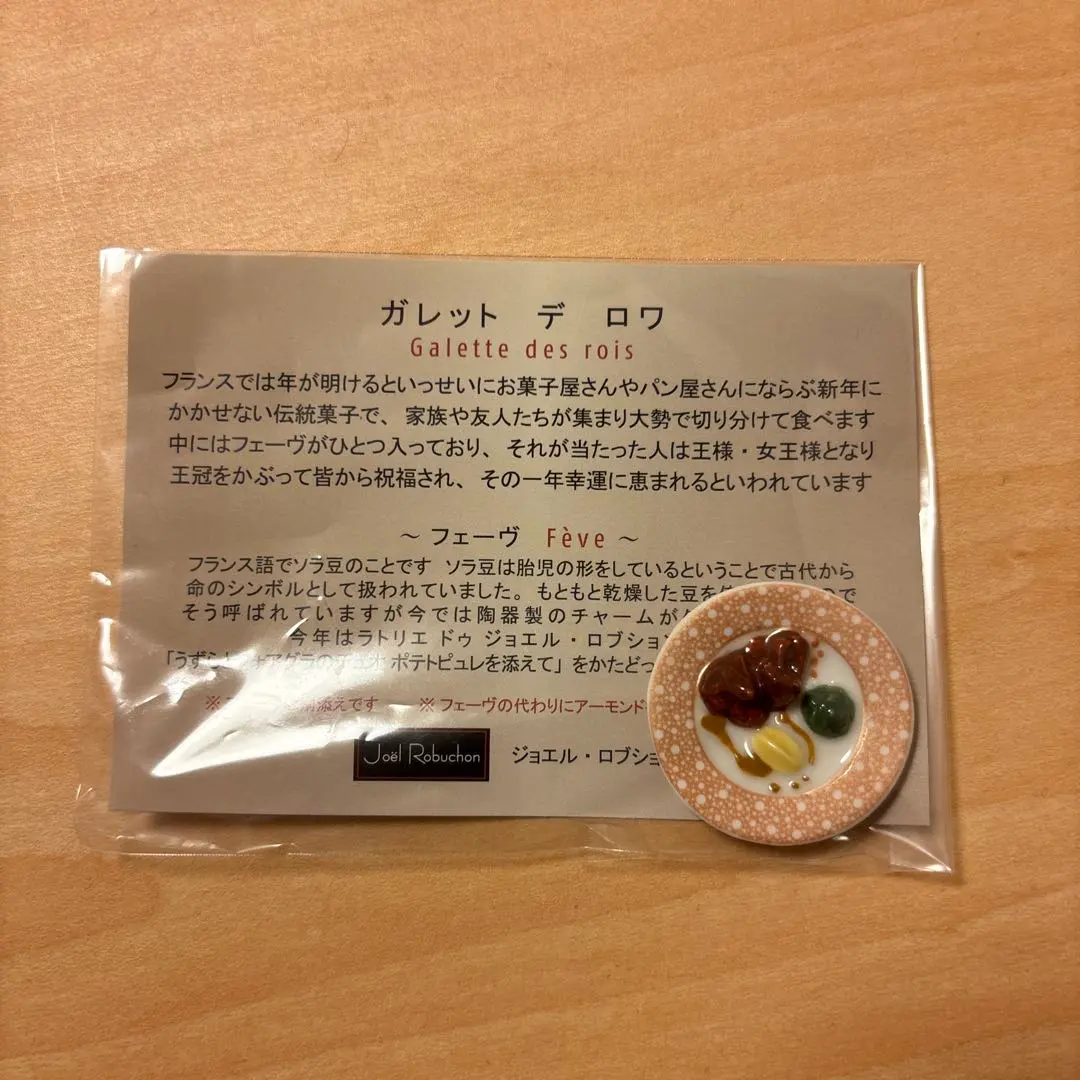 ガレット デ ロワ
Galette des rois
フランスでは年が明けるといっせいにお菓子屋さんやパン屋さんにならぶ新年に
かかせない伝統菓子で、家族や友人たちが集まり大勢で切り分けて食べます
中にはフェーヴがひとつ入っており、それが当たった人は王様・女王様となり
王冠をかぶって皆から祝福され、その一年幸運に恵まれるといわれています
～フェーヴ Fève～
フランス語でソラ豆のことです ソラ豆は胎児の形をしているということで古代から
命のシンボルとして扱われていました。もともと乾燥した豆を ので
そう呼ばれていますが今では陶器製のチャームが
今年はラトリエ ドゥ ジョエル・ロブション
「うずらと ポテトピュレを添えて」をかたどっ
※ 添えです ※フェーヴの代わりにアーモンド
Joël Robuchon ジョエル・ロブショ